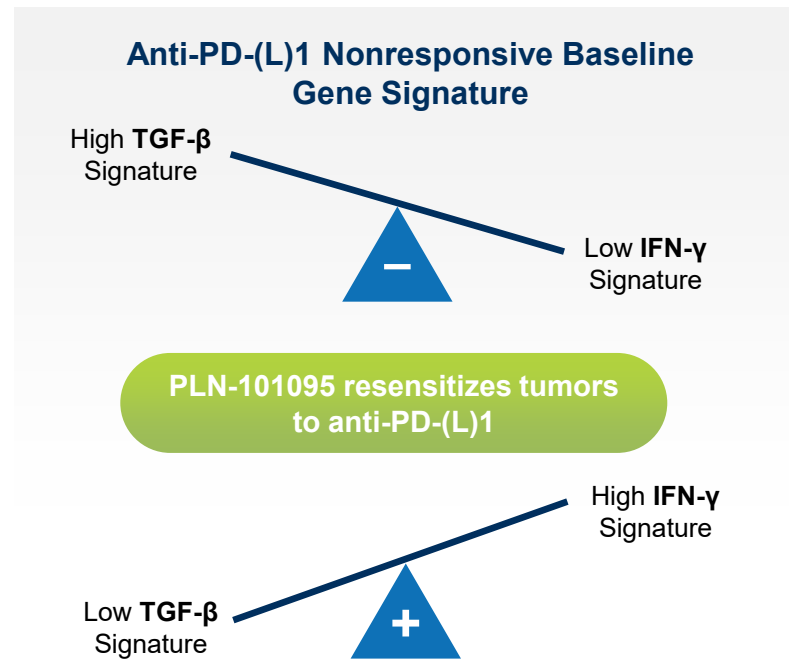 Anti-PD-(L)1 Nonresponsive Baseline
Gene Signature
High TGF-β
Signature
Low IFN-γ
Signature
−
PLN-101095 resensitizes tumors
to anti-PD-(L)1
High IFN-γ
Signature
Low TGF-β
Signature
+